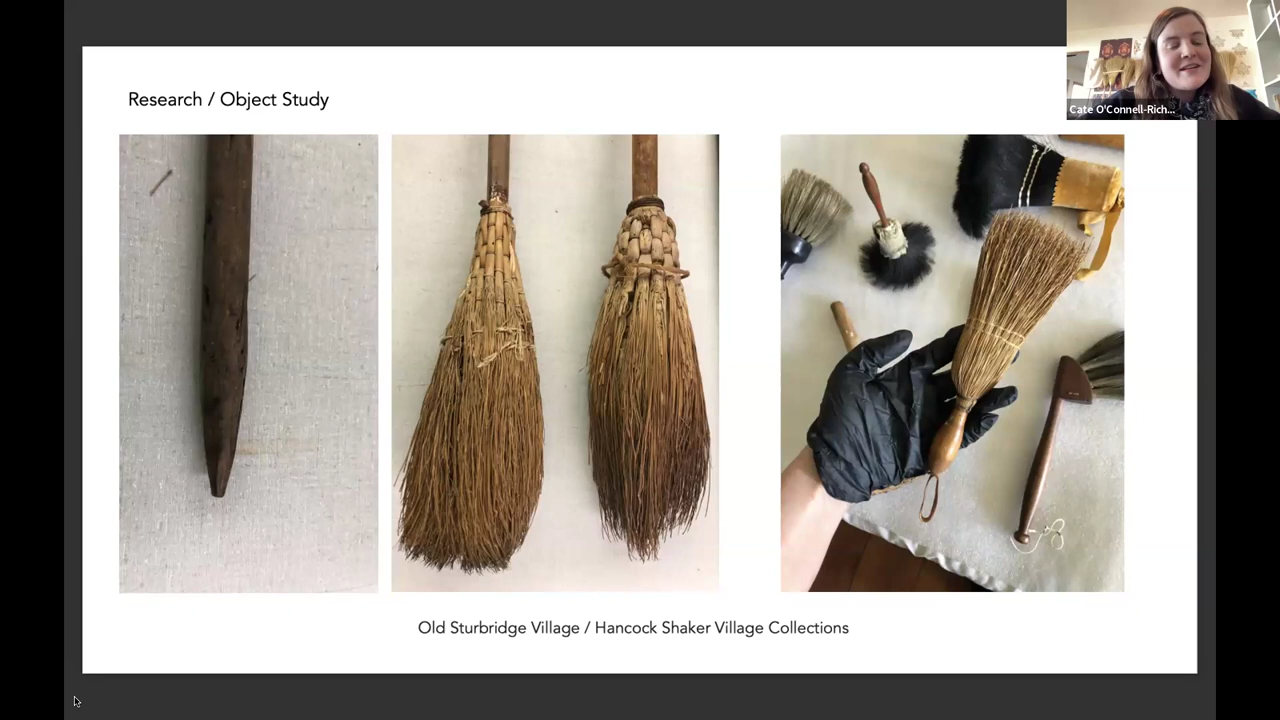 Research / Object Study
Cate O'Connell-Rich...
Old Sturbridge Village / Hancock Shaker Village Collections